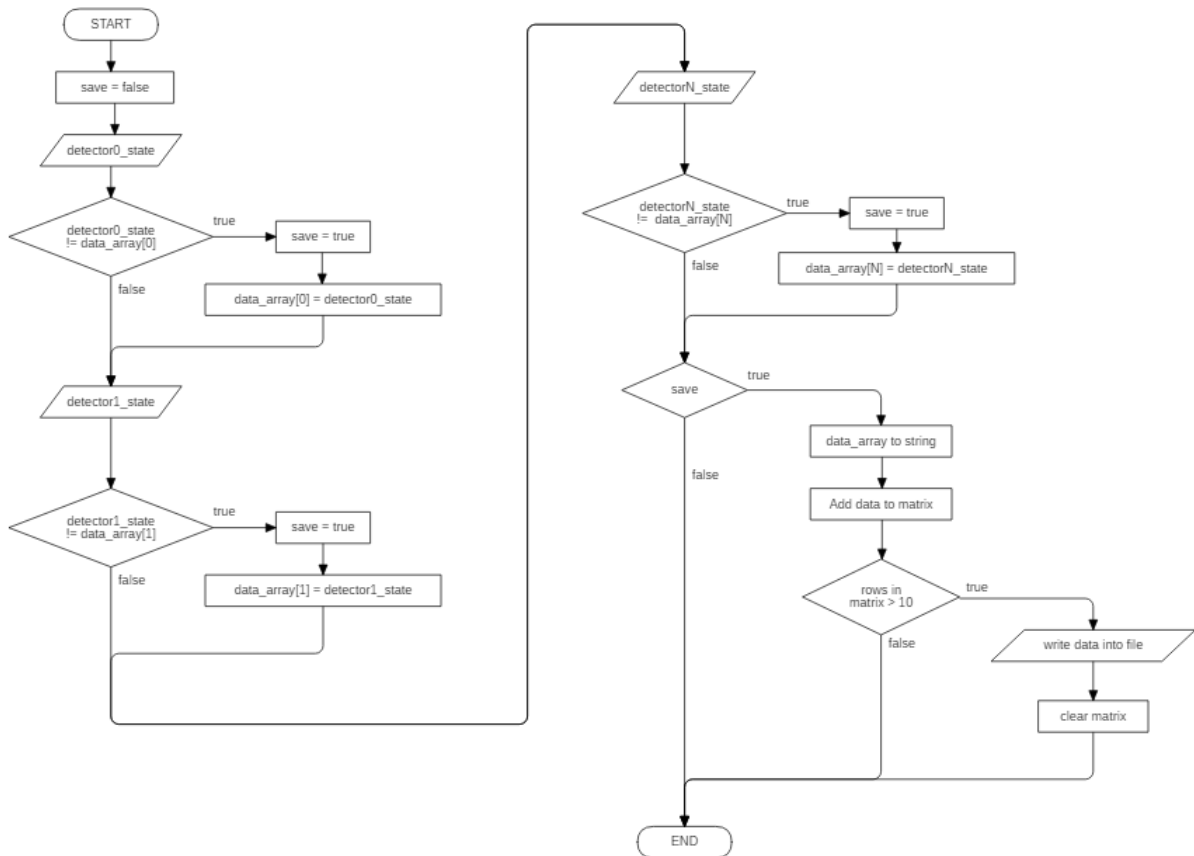 START
save = false
detector0_state
detector0_state
!= data_array[0]
true
save = true
false
data_array[0] = detector0_state
detector1_state
detector1_state
!= data_array[1]
true
save = true
false
data_array[1] = detector1_state
detectorN_state
detectorN_state
!= data_array[N]
true
save = true
false
data_array[N] = detectorN_state
save
true
data_array to string
false
Add data to matrix
rows in
matrix > 10
true
false
write data into file
clear matrix
END